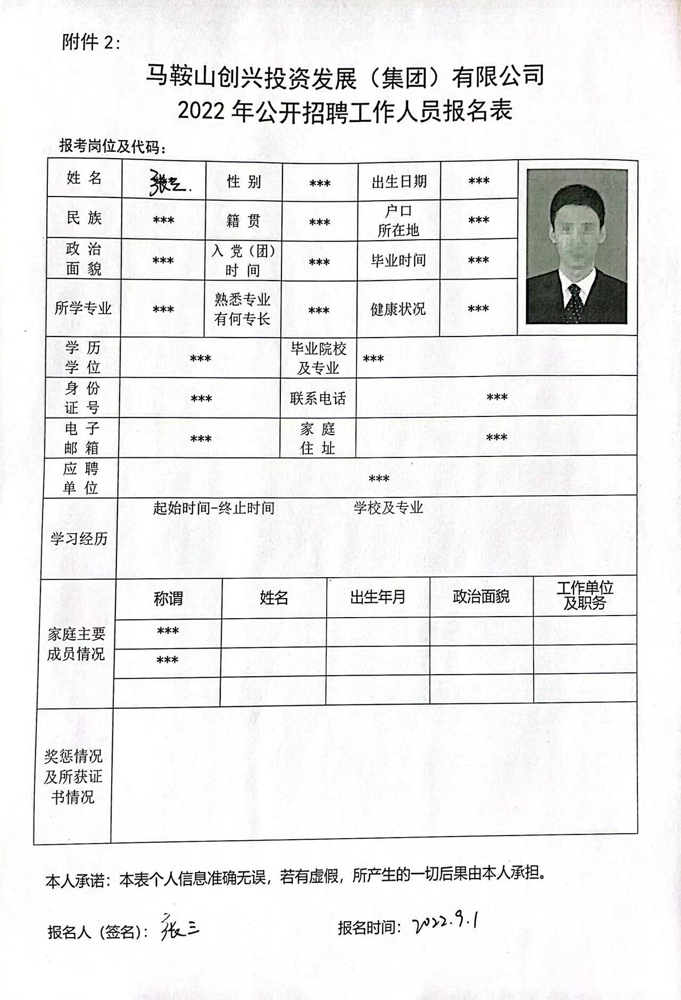 附件 2：
马鞍山创兴投资发展（集团）有限公司
2022 年公开招聘工作人员报名表
报考岗位及代码：
姓 名 张三. 性 别 *** 出生日期 ***
民 族 *** 籍 贯 *** 户口
所在地 ***
政 治
面 貌 *** 入 党（团）
时 间 *** 毕业时间 ***
所学专业 *** 熟悉专业
有何专长 *** 健康状况 ***
学 历
学 位 *** 毕业院校
及专业 ***
身 份
证 号 *** 联系电话 ***
电 子
邮 箱 *** 家 庭
住 址 ***
应 聘
单 位 ***
学习经历 起始时间-终止时间 学校及专业
家庭主要
成员情况
称谓 姓名 出生年月 政治面貌 工作单位
及职务
***
***
奖惩情况
及所获证
书情况
本人承诺：本表个人信息准确无误，若有虚假，所产生的一切后果由本人承担。
报名人（签名）：张三 报名时间：2022.9.1